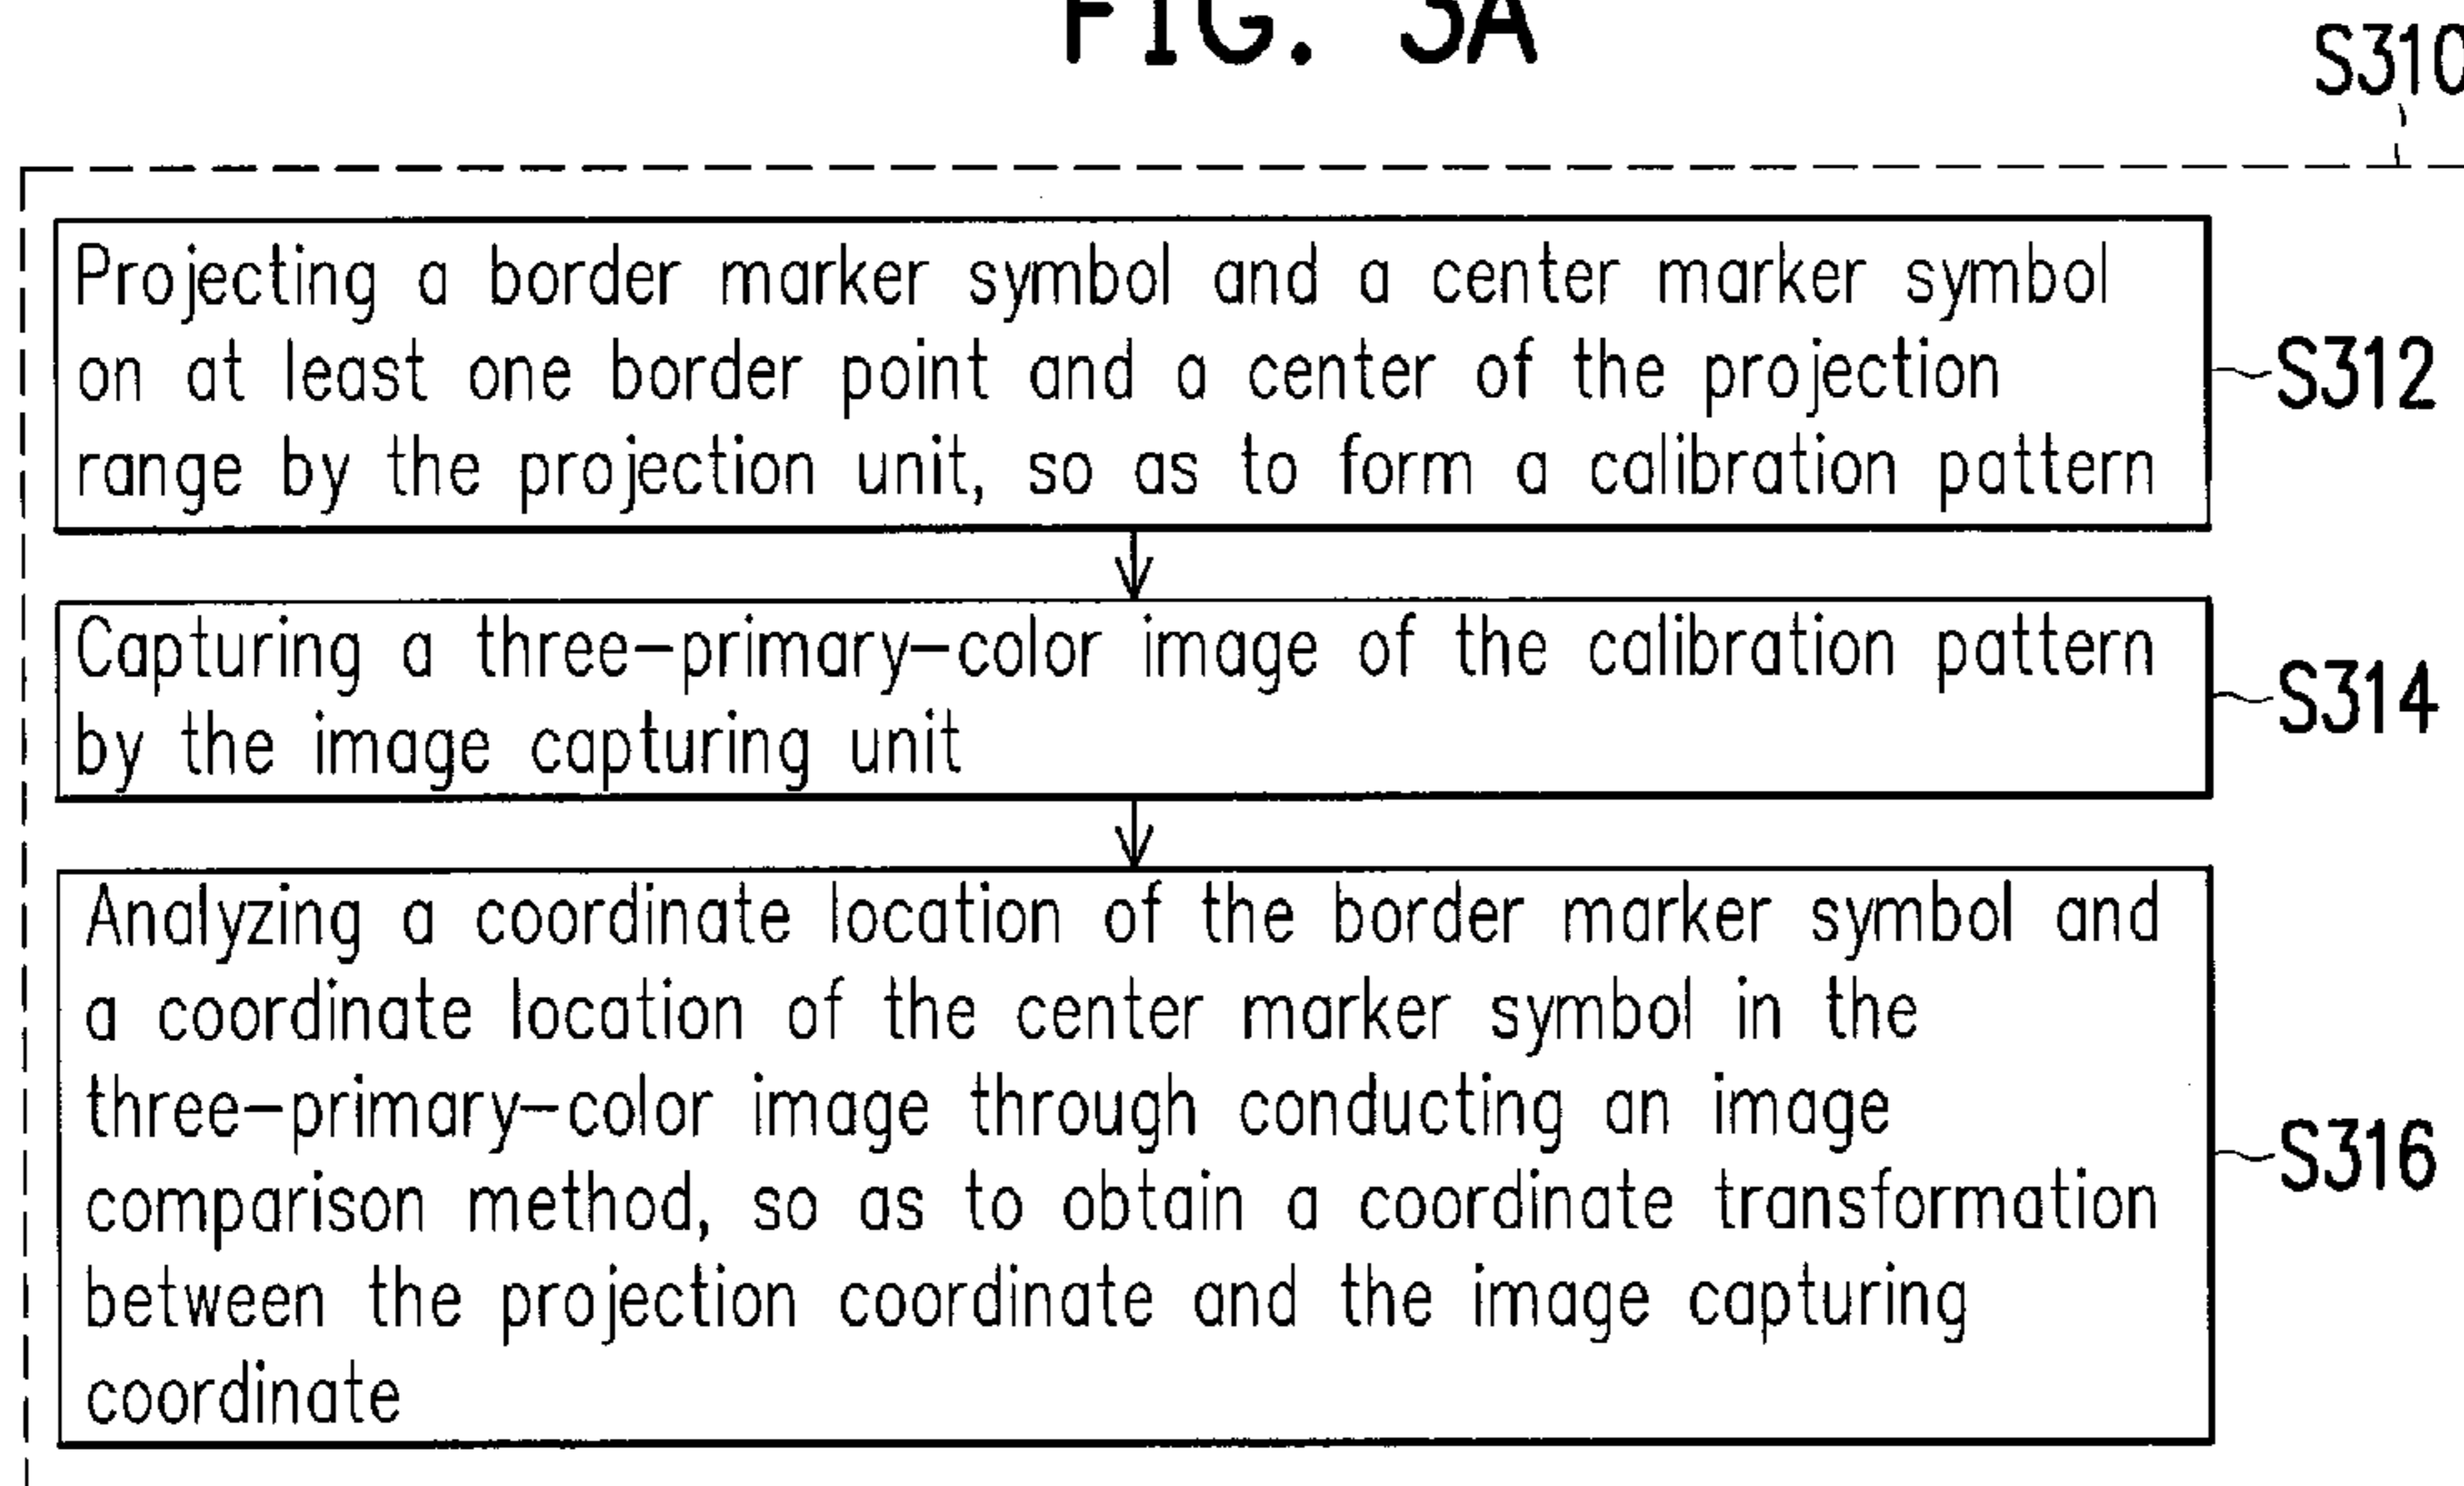 FIG. 3A
S310
Projecting a border marker symbol and a center marker symbol
on at least one border point and a center of the projection
range by the projection unit, so as to form a calibration pattern
S312
Capturing a three-primary-color image of the calibration pattern
by the image capturing unit
S314
Analyzing a coordinate location of the border marker symbol and
a coordinate location of the center marker symbol in the
three-primary-color image through conducting an image
comparison method, so as to obtain a coordinate transformation
between the projection coordinate and the image capturing
coordinate
S316